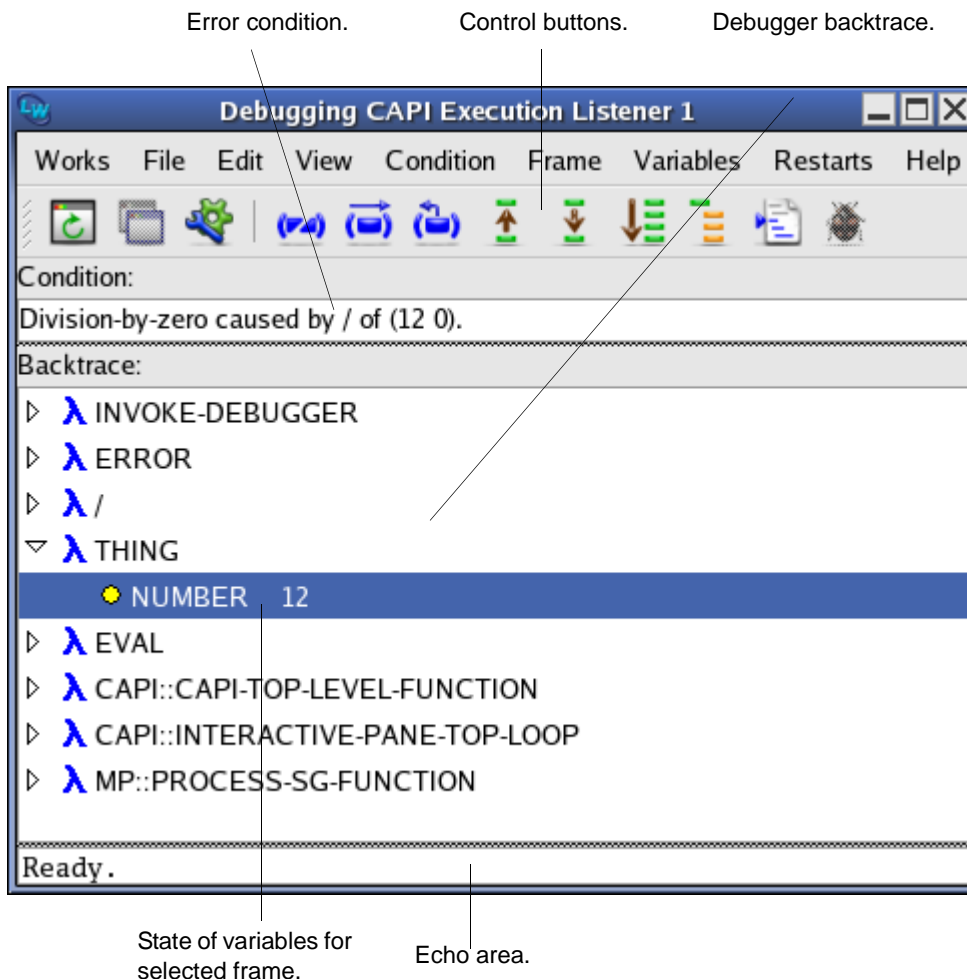 Error condition.
Control buttons.
Debugger backtrace.
LW
Debugging CAPI Execution Listener 1
Works File Edit View Condition Frame Variables Restarts Help
Condition:
Division-by-zero caused by / of (12 0).
Backtrace:
λ INVOKE-DEBUGGER
λ ERROR
λ /
λ THING
NUMBER 12
λ EVAL
λ CAPI::CAPI-TOP-LEVEL-FUNCTION
λ CAPI::INTERACTIVE-PANE-TOP-LOOP
λ MP::PROCESS-SG-FUNCTION
Ready.
State of variables for
selected frame.
Echo area.